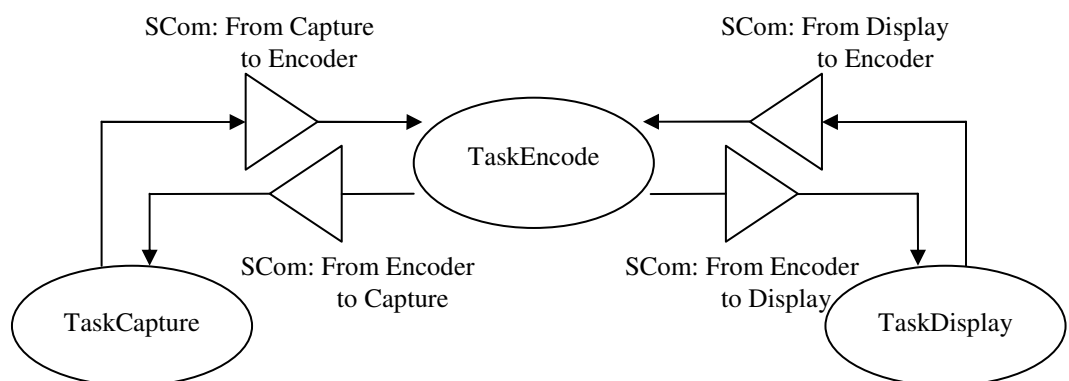 SCom: From Capture
to Encoder
SCom: From Display
to Encoder
TaskEncode
SCom: From Encoder
to Capture
SCom: From Encoder
to Display
TaskCapture
TaskDisplay